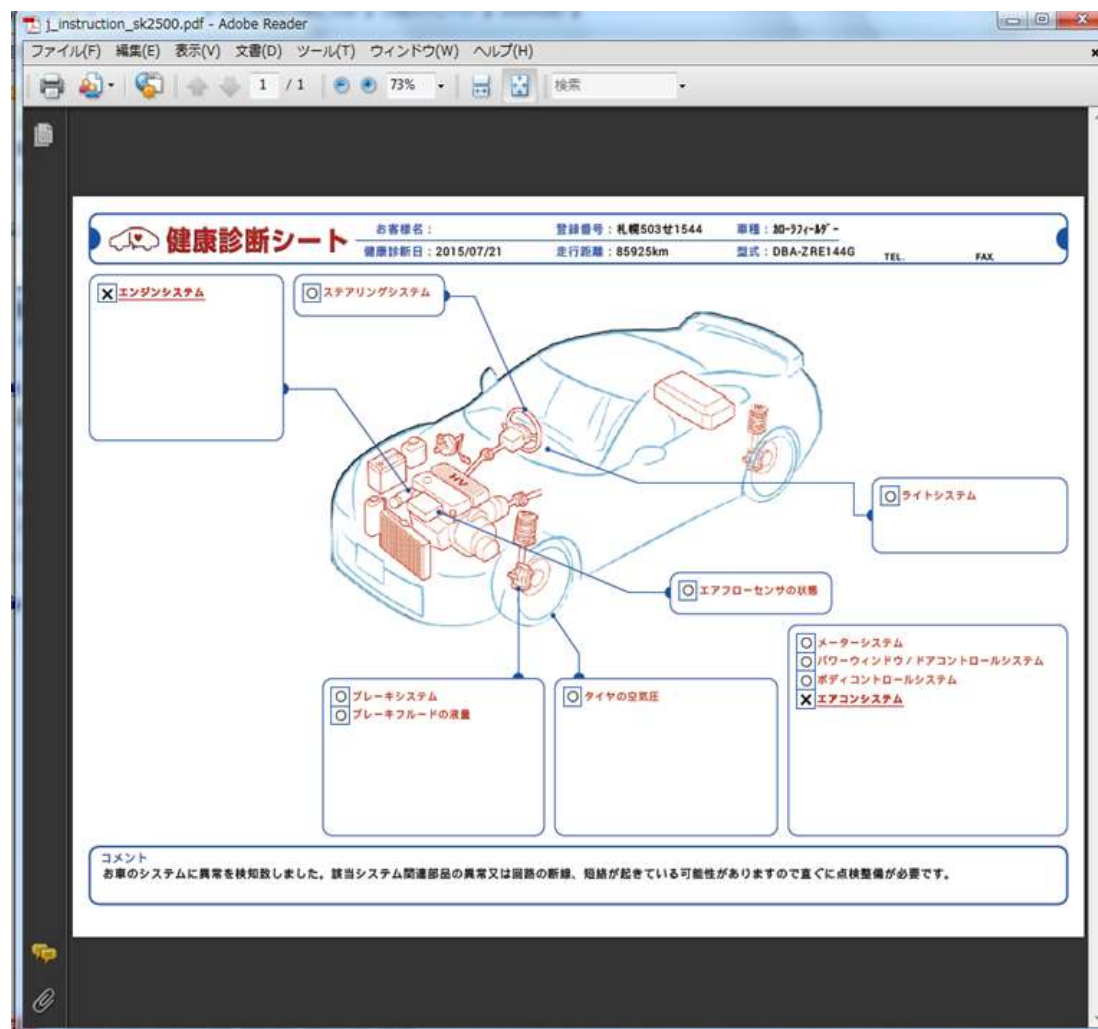 j_instruction_sk2500.pdf - Adobe Reader
ファイル(F) 編集(E) 表示(V) 文書(D) ツール(T) ウィンドウ(W) ヘルプ(H)
1 / 1 73% 検索
健康診断シート
お客様名： 登録番号：札幌503せ1544 車種：ｶﾛｰﾗﾌｨｰﾙﾀﾞｰ
健康診断日：2015/07/21 走行距離：85925km 型式：DBA-ZRE144G TEL. FAX
X エンジンシステム
○ ステアリングシステム
HV
○ ライトシステム
○ エアフローセンサの状態
○ メーターシステム
○ パワーウィンドウ/ドアコントロールシステム
○ ボディコントロールシステム
X エアコンシステム
○ ブレーキシステム
○ ブレーキフルードの液量
○ タイヤの空気圧
コメント
お車のシステムに異常を検知致しました。該当システム関連部品の異常又は回路の断線、短絡が起きている可能性がありますので直ぐに点検整備が必要です。